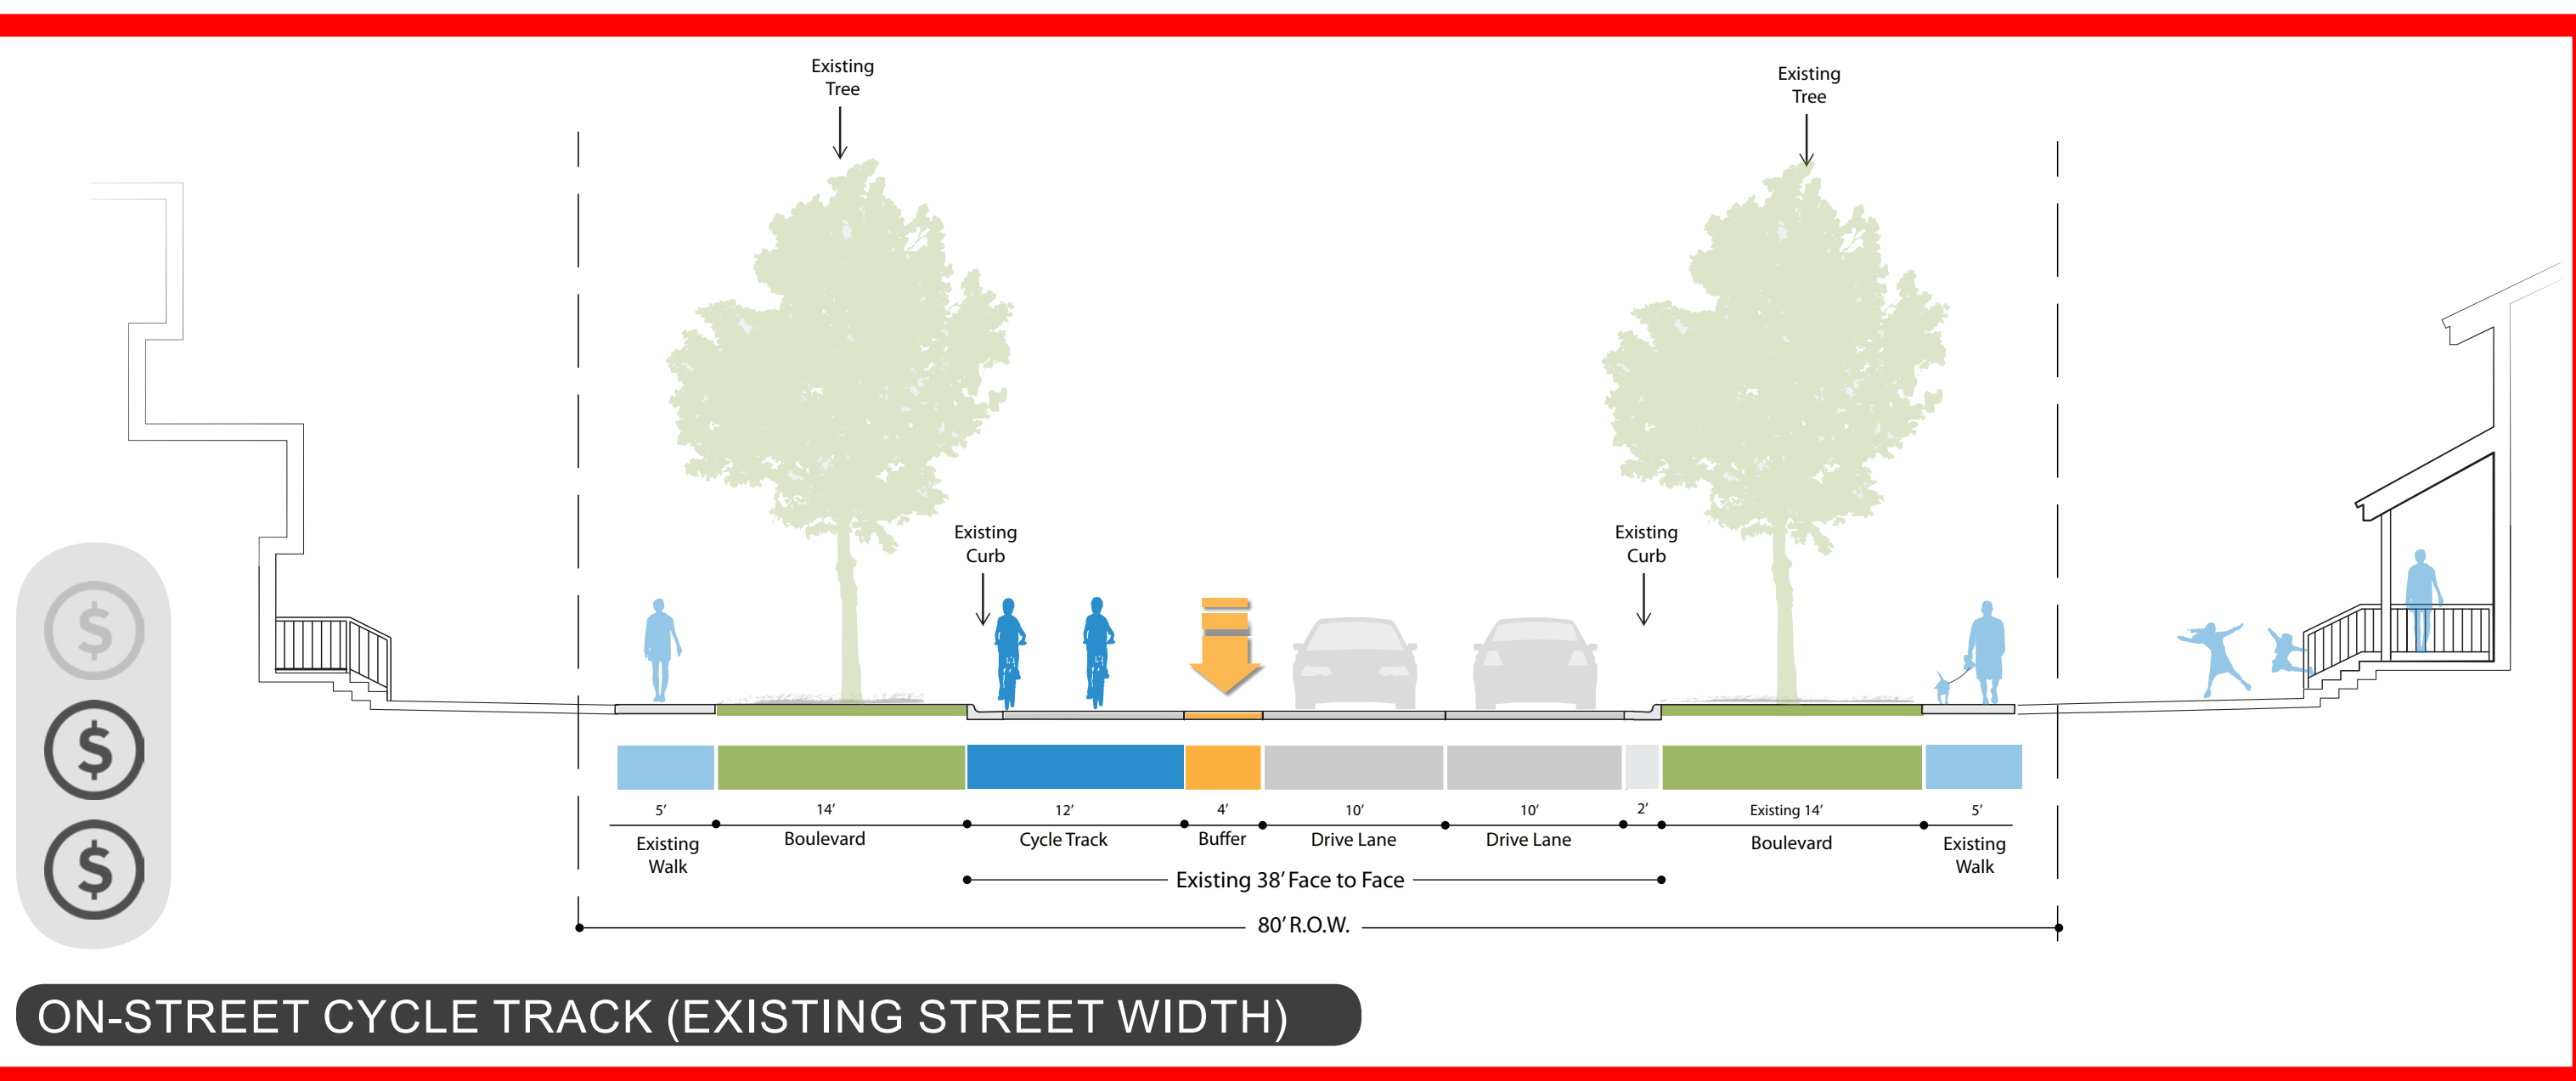 Existing
Tree
Existing
Tree
Existing
Curb
Existing
Curb
$
$
$
5’
14’
12’
4’
10’
10’
2’
Existing 14’
5’
Existing
Walk
Boulevard
Cycle Track
Buffer
Drive Lane
Drive Lane
Boulevard
Existing
Walk
Existing 38’ Face to Face
80’ R.O.W.
ON-STREET CYCLE TRACK (EXISTING STREET WIDTH)